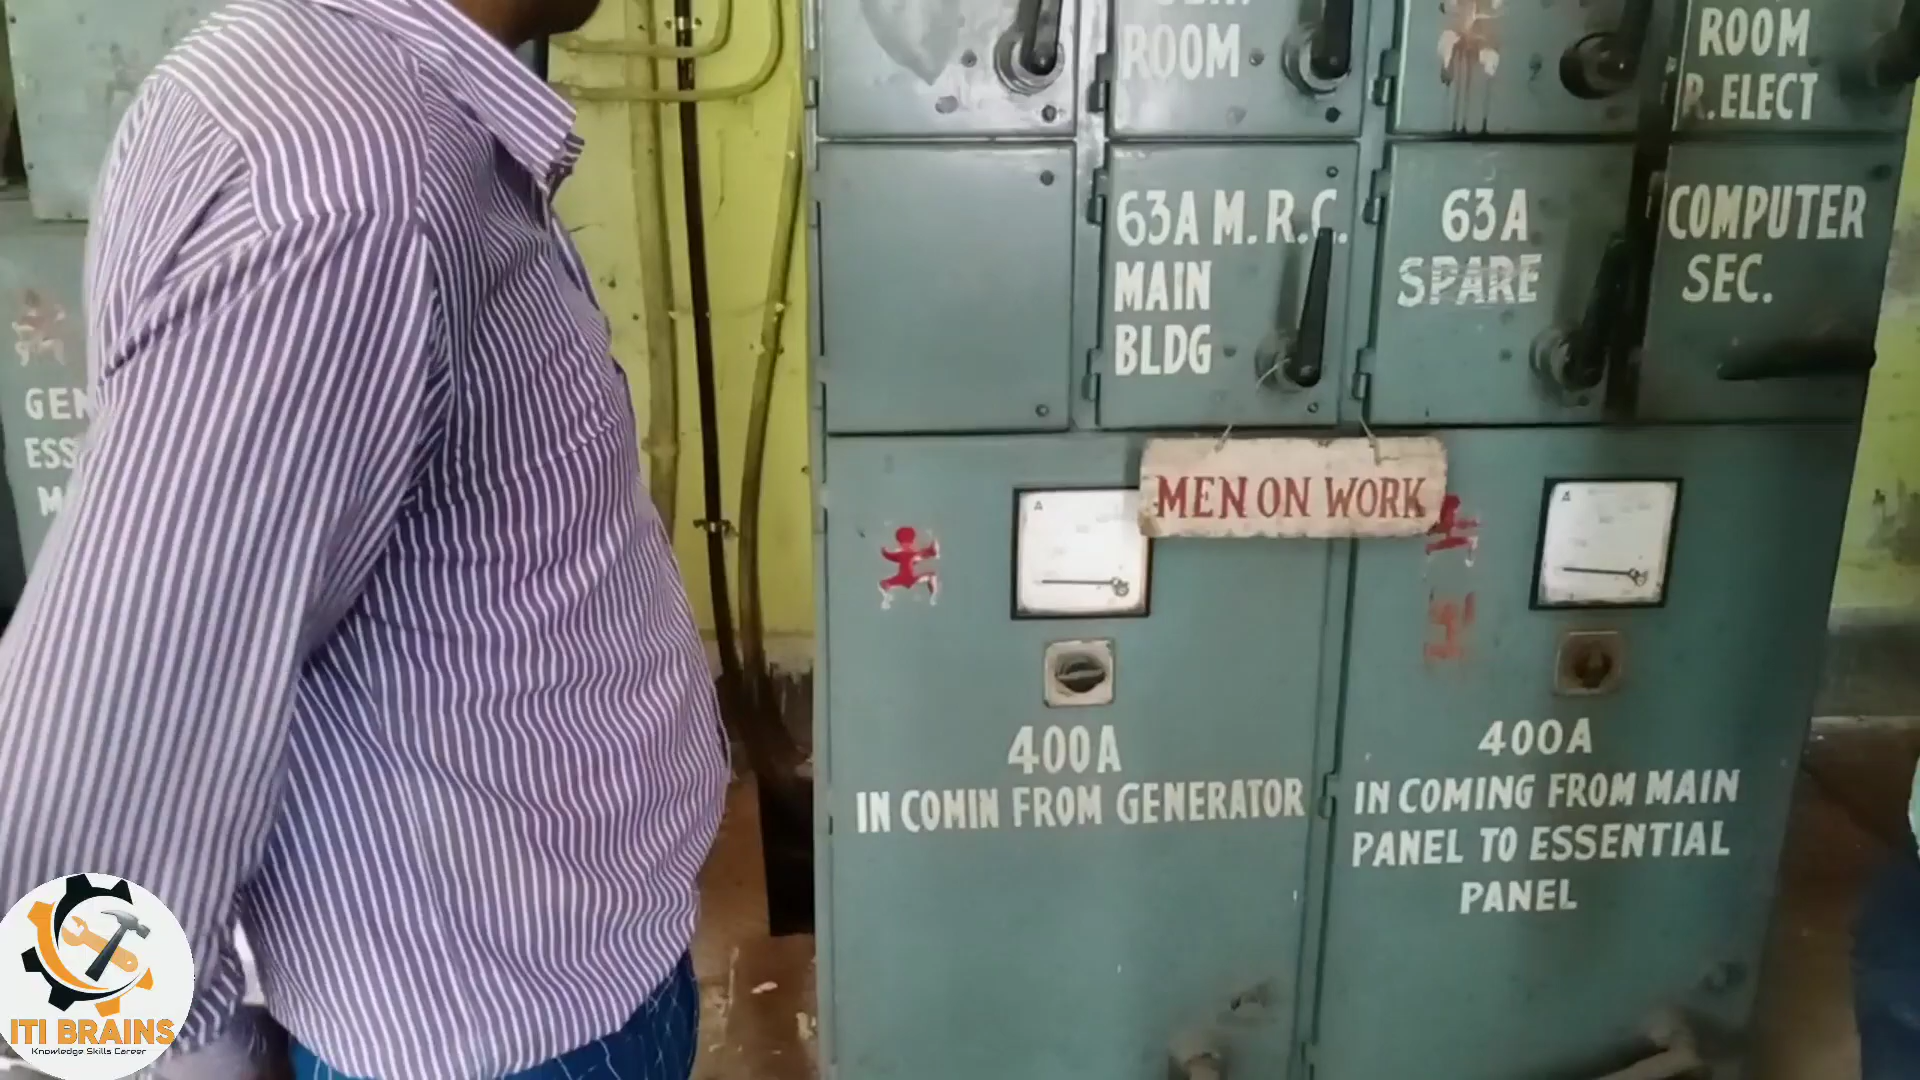 ROOM
ROOM
R.ELECT
63A M.R.C.
MAIN
BLDG
63A
SPARE
COMPUTER
SEC.
GEN
ESS
M
MEN ON WORK
A
A
400A
IN COMIN FROM GENERATOR
400A
IN COMING FROM MAIN
PANEL TO ESSENTIAL
PANEL
ITI BRAINS
Knowledge Skills Career